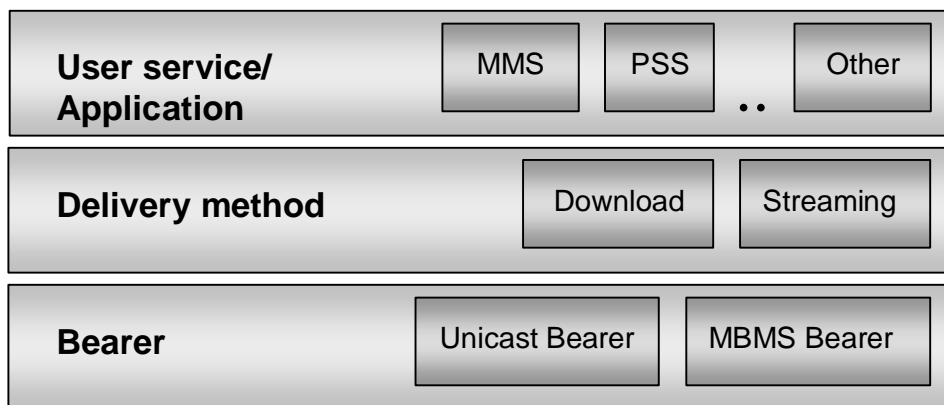 User service/
Application
MMS
PSS
..
Other
Delivery method
Download
Streaming
Bearer
Unicast Bearer
MBMS Bearer